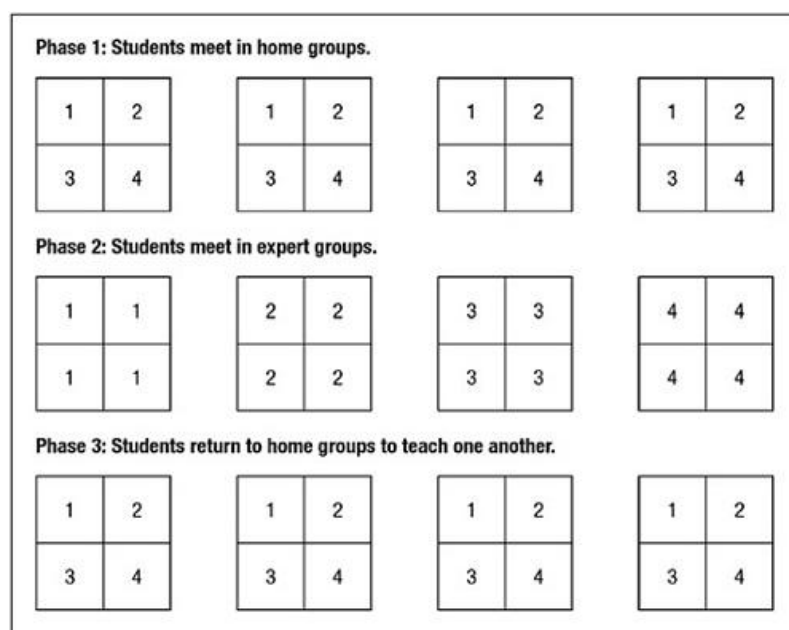 Phase 1: Students meet in home groups.
1 2 1 2 1 2 1 2
3 4 3 4 3 4 3 4
Phase 2: Students meet in expert groups.
1 1 2 2 3 3 4 4
1 1 2 2 3 3 4 4
Phase 3: Students return to home groups to teach one another.
1 2 1 2 1 2 1 2
3 4 3 4 3 4 3 4